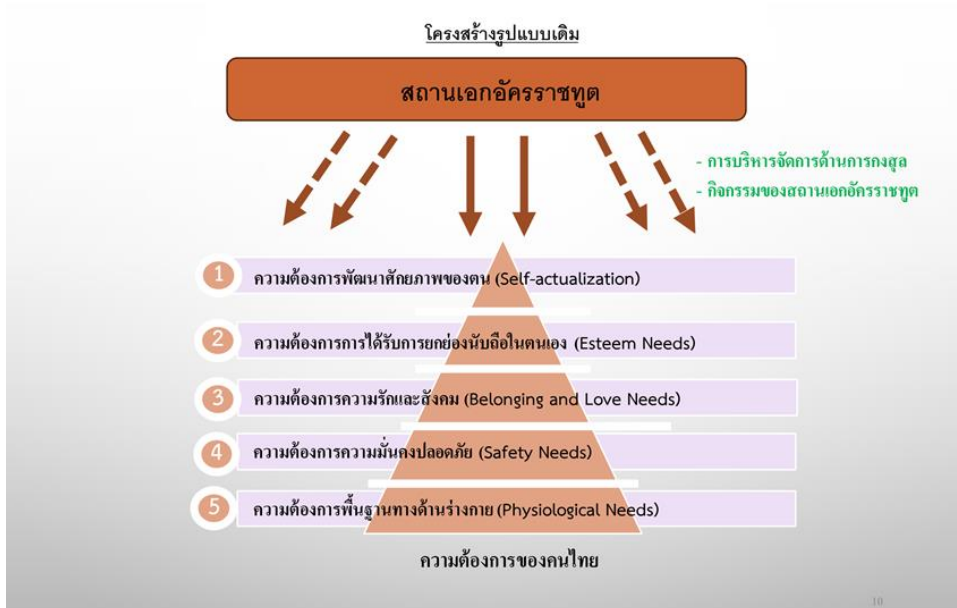 โครงสร้างรูปแบบเดิม
สถานเอกอัครราชทูต
- การบริหารจัดการด้านการกงสุล
- กิจกรรมของสถานเอกอัครราชทูต
1 ความต้องการพัฒนาศักยภาพของตน (Self-actualization)
2 ความต้องการการได้รับการยกย่องนับถือในตนเอง (Esteem Needs)
3 ความต้องการความรักและสังคม (Belonging and Love Needs)
4 ความต้องการความมั่นคงปลอดภัย (Safety Needs)
5 ความต้องการพื้นฐานทางด้านร่างกาย (Physiological Needs)
ความต้องการของคนไทย
10